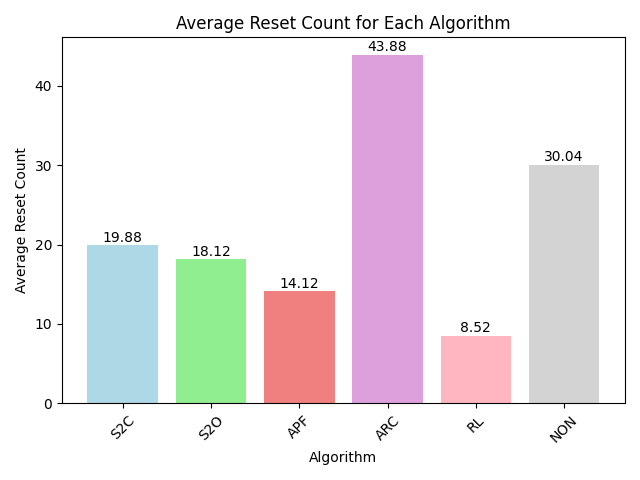 Average Reset Count for Each Algorithm
43.88
30.04
19.88
18.12
14.12
8.52
40
30
20
10
0
Average Reset Count
S2C
S2O
APF
ARC
RL
NON
Algorithm